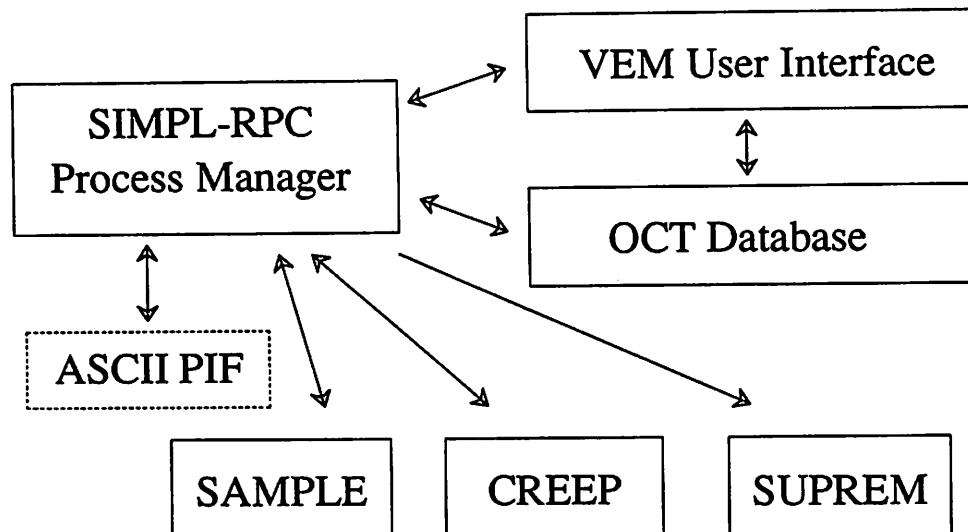 VEM User Interface
SIMPL-RPC
Process Manager
OCT Database
ASCII PIF
SAMPLE
CREEP
SUPREM